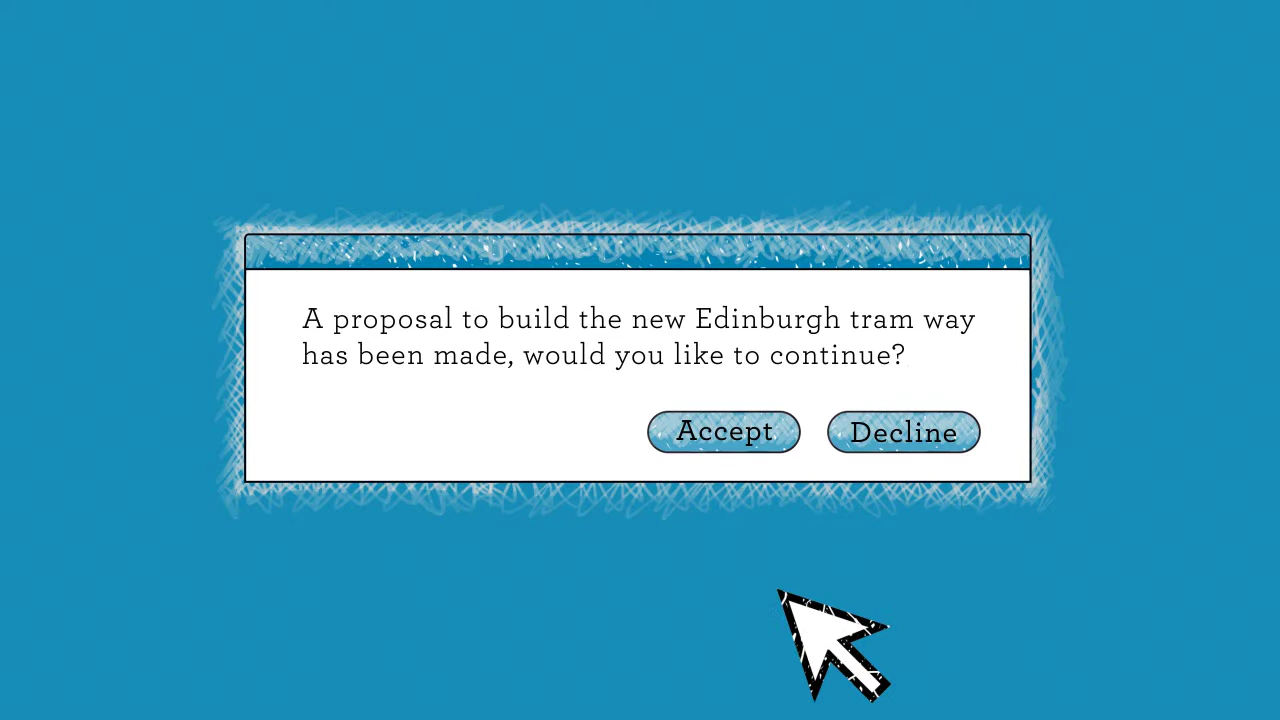 A proposal to build the new Edinburgh tram way
has been made, would you like to continue?
Accept Decline